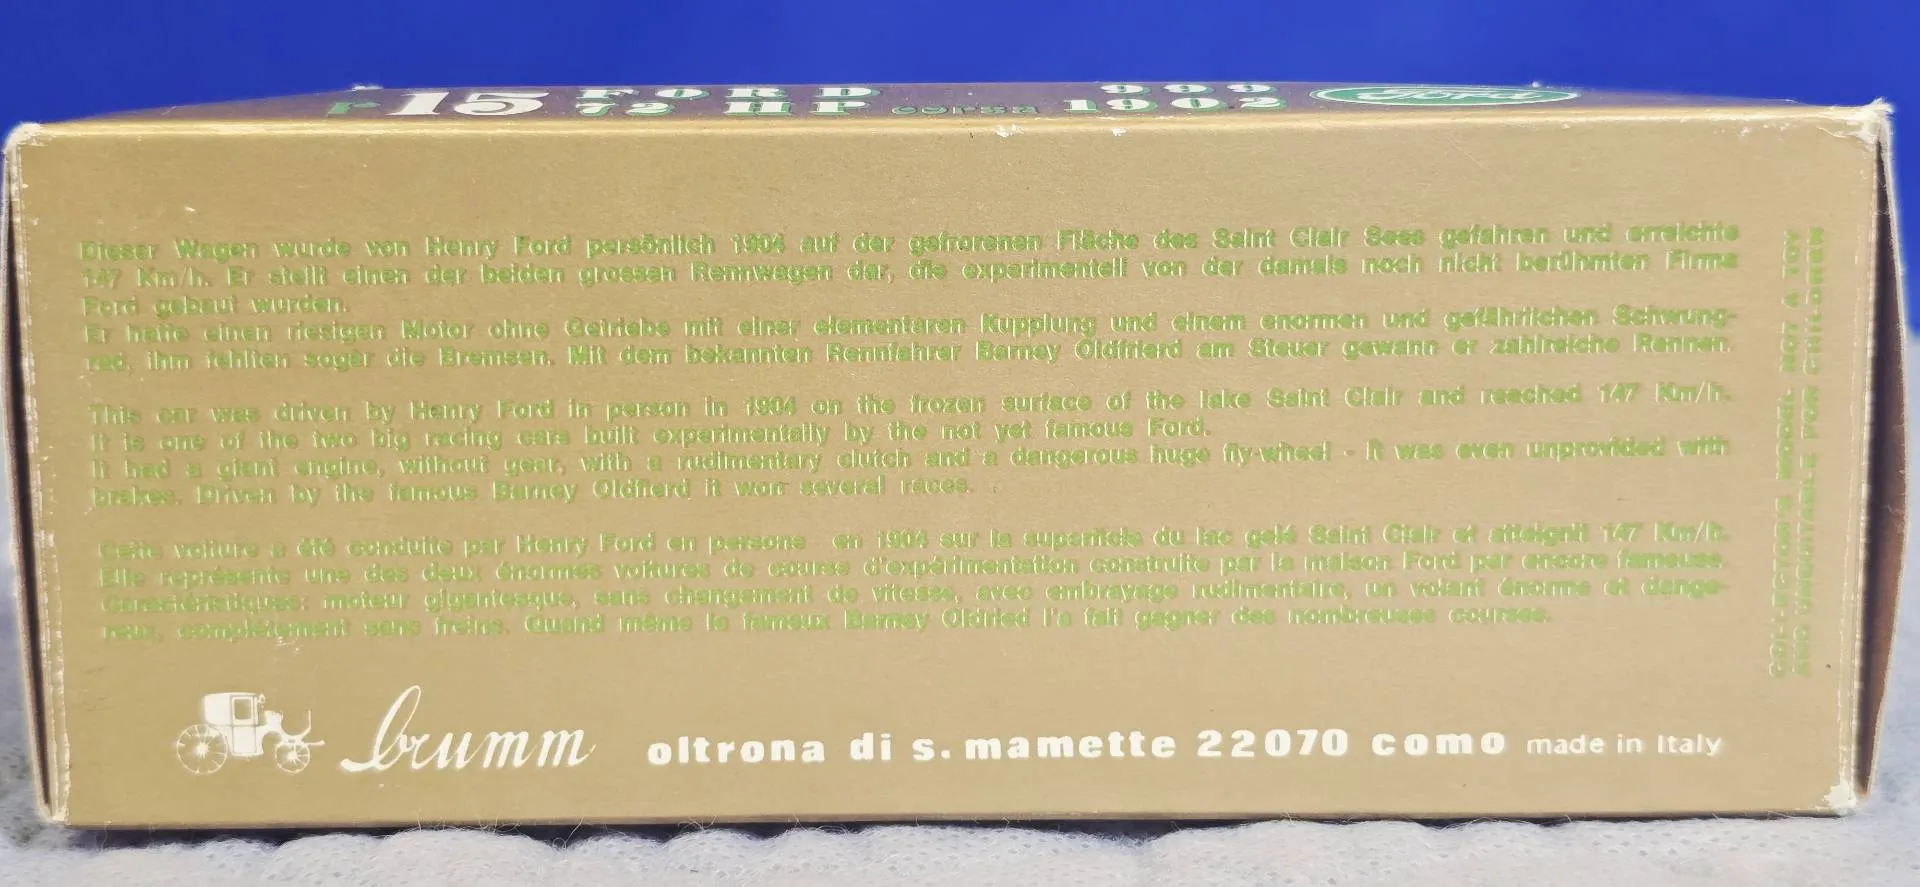 r 15 FORD 999
72 HP corsa 1902
Ford
Dieser Wagen wurde von Henry Ford persönlich 1904 auf der gefrorenen Fläche des Saint Clair Sees gefahren und erreichte
147 Km/h. Er stellt einen der beiden grossen Rennwagen dar, die experimentell von der damals noch nicht berühmten Firma
Ford gebaut wurden.
Er hatte einen riesigen Motor ohne Getriebe mit einer elementaren Kupplung und einem enormen und gefährlichen Schwung-
rad, ihm fehlten sogar die Bremsen. Mit dem bekannten Rennfahrer Barney Oldfrierd am Steuer gewann er zahlreiche Rennen.
This car was driven by Henry Ford in person in 1904 on the frozen surface of the lake Saint Clair and reached 147 Km/h.
It is one of the two big racing cars built experimentally by the not yet famous Ford.
It had a giant engine, without gear, with a rudimentary clutch and a dangerous huge fly-wheel - it was even unprovided with
brakes. Driven by the famous Barney Oldfierd it won several races.
Cette voiture a été conduite par Henry Ford en persone en 1904 sur la superficie du lac gelé Saint Clair et atteignit 147 Km/h.
Elle représente une des deux énormes voitures de course d'expérimentation construite par la maison Ford par encore fameuse.
Caractéristiques: moteur gigantesque, sans changement de vitesse, avec embrayage rudimentaire, un volant énorme et dange-
reux, complètement sans freins. Quand même le fameux Barney Oldried l'a fait gagner des nombreuses courses.
COLLECTOR'S MODEL NOT A TOY
AND UNSUITABLE FOR CHILDREN
brumm oltrona di s. mamette 22070 como made in Italy